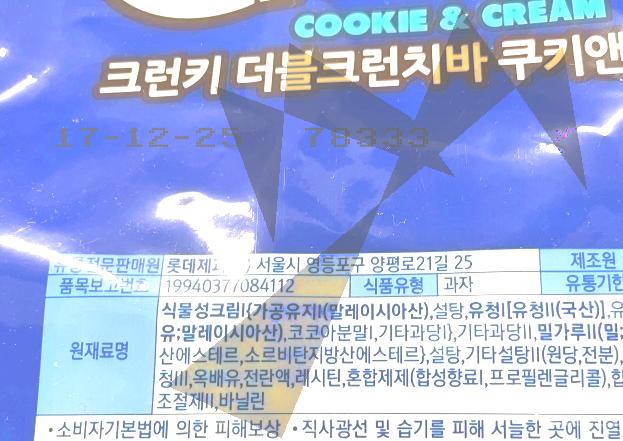 COOKIE & CREAM
크런키 더블크런치바 쿠키앤
17-12-25 78333
유통전문판매원 롯데제과 서울시 영등포구 양평로21길 25 제조원
품목보고번호 19940377084112 식품유형 과자 유통기한
원재료명
식물성크림I{가공유지I(말레이시아산),설탕,유청I[유청II(국산)],유
유;말레이시아산),코코아분말I,기타과당I},기타과당II,밀가루II(밀;
산에스테르,소르비탄지방산에스테르},설탕,기타설탕II(원당,전분),
청III,옥배유,전란액,레시틴,혼합제제(합성향료I,프로필렌글리콜),합
조절제II,바닐린
•소비자기본법에 의한 피해보상 •직사광선 및 습기를 피해 서늘한 곳에 진열